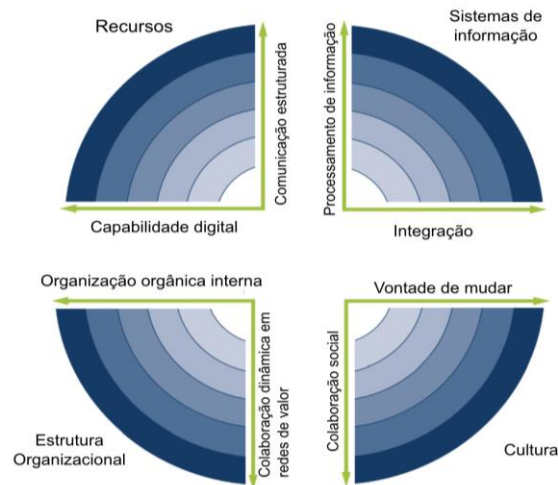 Recursos
Comunicação estruturada
Capabilidade digital
Sistemas de
informação
Processamento de informação
Integração
Organização orgânica interna
Colaboração dinâmica em
redes de valor
Estrutura
Organizacional
Vontade de mudar
Colaboração social
Cultura